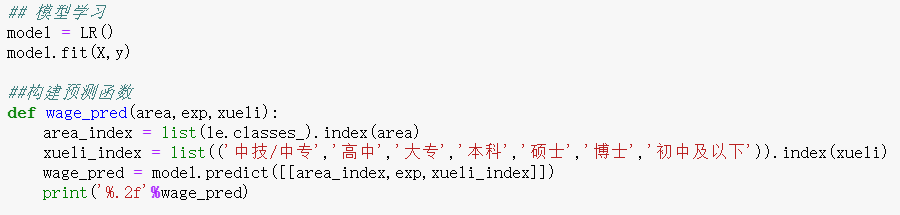 ## 模型学习
model = LR()
model.fit(X,y)
##构建预测函数
def wage_pred(area,exp,xueli):
    area_index = list(le.classes_).index(area)
    xueli_index = list(('中技/中专','高中','大专','本科','硕士','博士','初中及以下')).index(xueli)
    wage_pred = model.predict([[area_index,exp,xueli_index]])
    print('%.2f'%wage_pred)